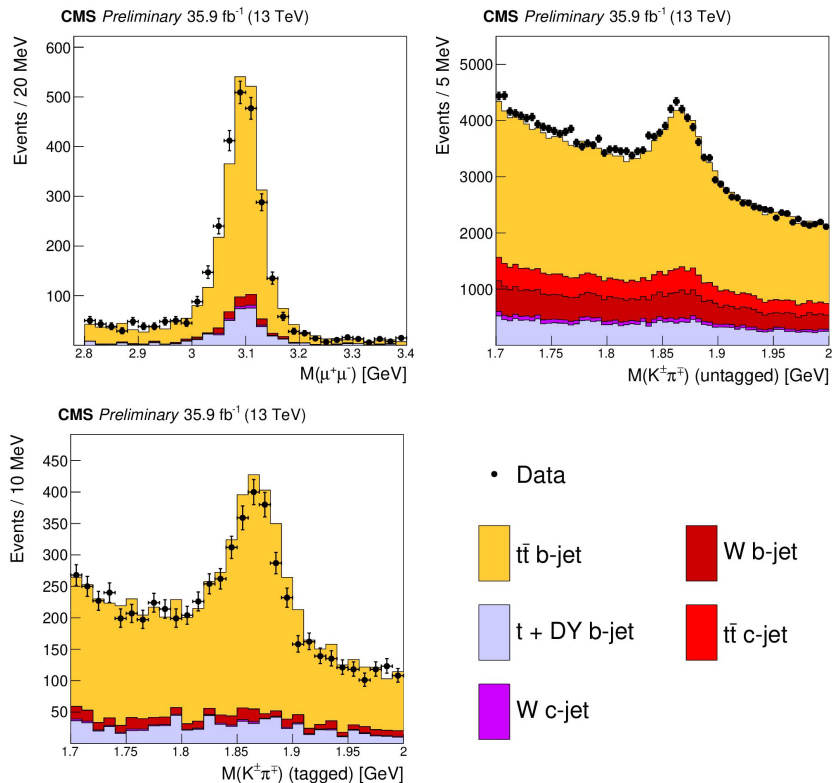 CMS Preliminary 35.9 fb⁻¹ (13 TeV)
Events / 20 MeV
600
500
400
300
200
100
2.8 2.9 3 3.1 3.2 3.3 3.4
M(μ⁺μ⁻) [GeV]
CMS Preliminary 35.9 fb⁻¹ (13 TeV)
Events / 5 MeV
5000
4000
3000
2000
1000
1.7 1.75 1.8 1.85 1.9 1.95 2
M(K±π∓) (untagged) [GeV]
CMS Preliminary 35.9 fb⁻¹ (13 TeV)
Events / 10 MeV
450
400
350
300
250
200
150
100
50
1.7 1.75 1.8 1.85 1.9 1.95 2
M(K±π∓) (tagged) [GeV]
Data
tt̄ b-jet
W b-jet
t + DY b-jet
tt̄ c-jet
W c-jet